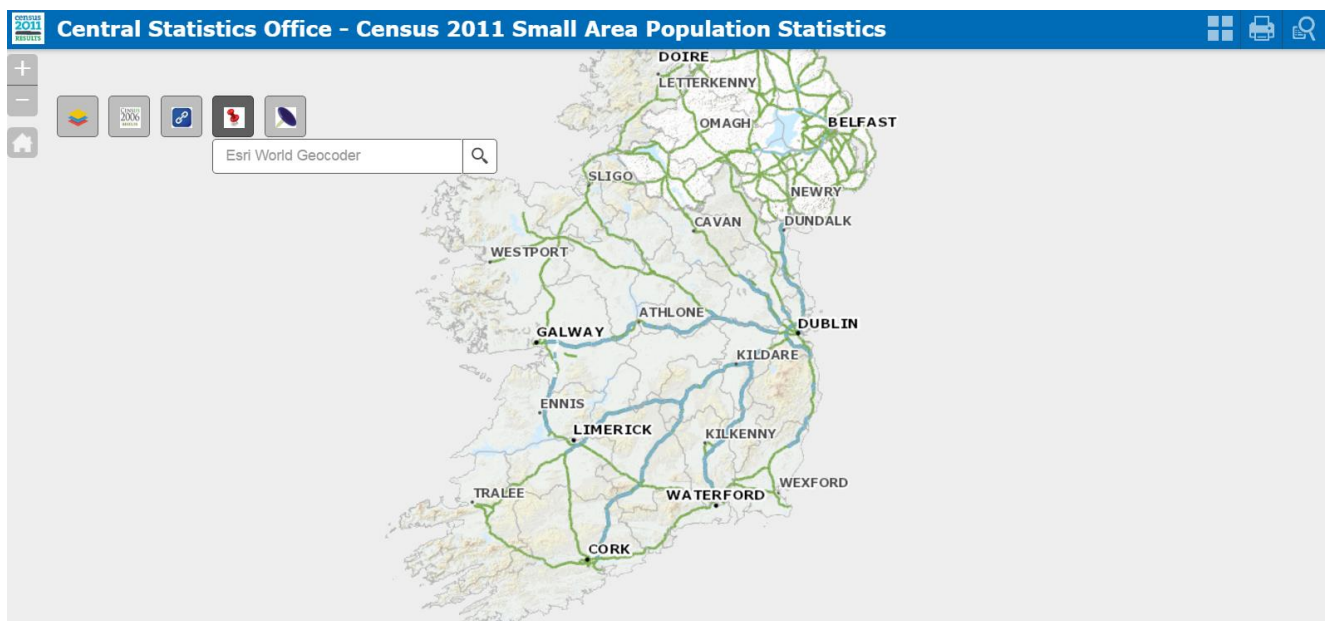 census
2011
RESULTS
Central Statistics Office - Census 2011 Small Area Population Statistics
+
−
2006
Esri World Geocoder
DOIRE
LETTERKENNY
OMAGH
BELFAST
SLIGO
NEWRY
CAVAN
DUNDALK
WESTPORT
ATHLONE
DUBLIN
GALWAY
KILDARE
ENNIS
LIMERICK
KILKENNY
TRALEE
WATERFORD
WEXFORD
CORK